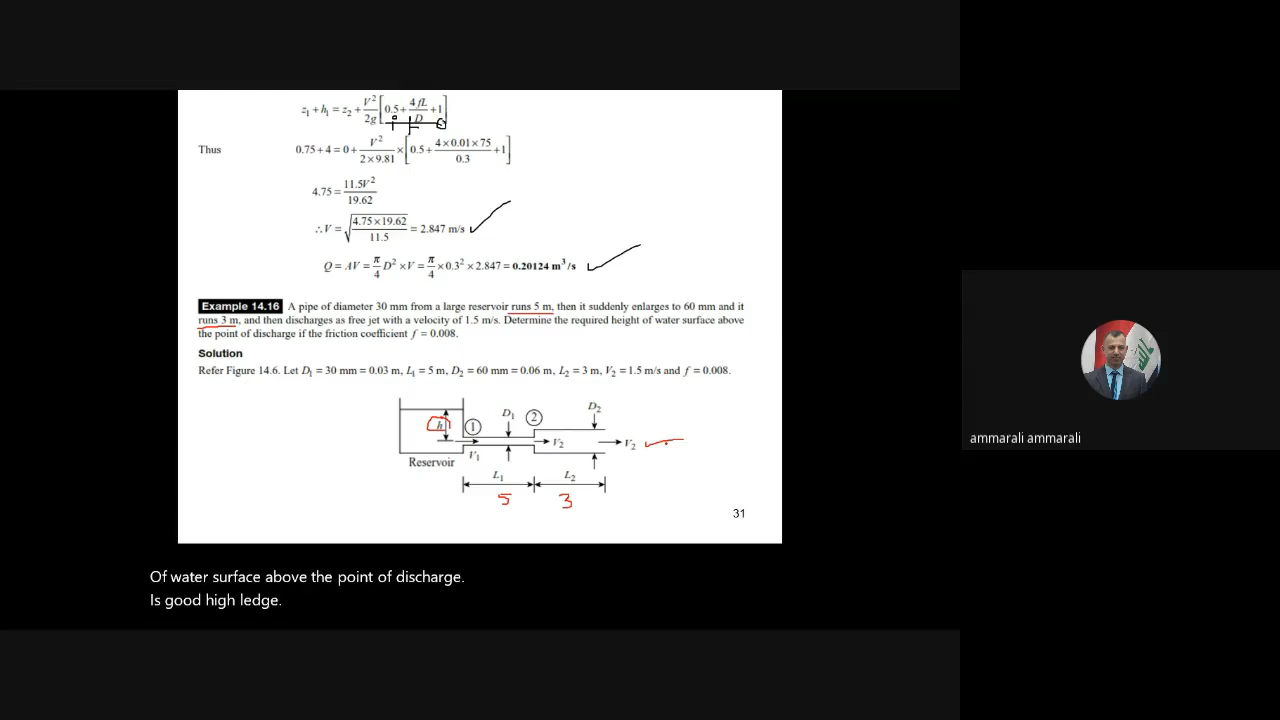 z₁ + h₁ = z₂ + V²/2g [0.5 + 4fL/D + 1]
Thus 0.75 + 4 = 0 + V²/(2 × 9.81) × [0.5 + (4 × 0.01 × 75)/0.3 + 1]
4.75 = 11.5V²/19.62
∴ V = √((4.75 × 19.62)/11.5) = 2.847 m/s
Q = AV = π/4 D² × V = π/4 × 0.3² × 2.847 = 0.20124 m³/s
Example 14.16 A pipe of diameter 30 mm from a large reservoir runs 5 m, then it suddenly enlarges to 60 mm and it
runs 3 m, and then discharges as free jet with a velocity of 1.5 m/s. Determine the required height of water surface above
the point of discharge if the friction coefficient f = 0.008.
Solution
Refer Figure 14.6. Let D₁ = 30 mm = 0.03 m, L₁ = 5 m, D₂ = 60 mm = 0.06 m, L₂ = 3 m, V₂ = 1.5 m/s and f = 0.008.
h 1 D₁ 2 D₂
V₁ V₂ V₂
Reservoir
L₁ L₂
5 3
31
ammarali ammarali
Of water surface above the point of discharge.
Is good high ledge.